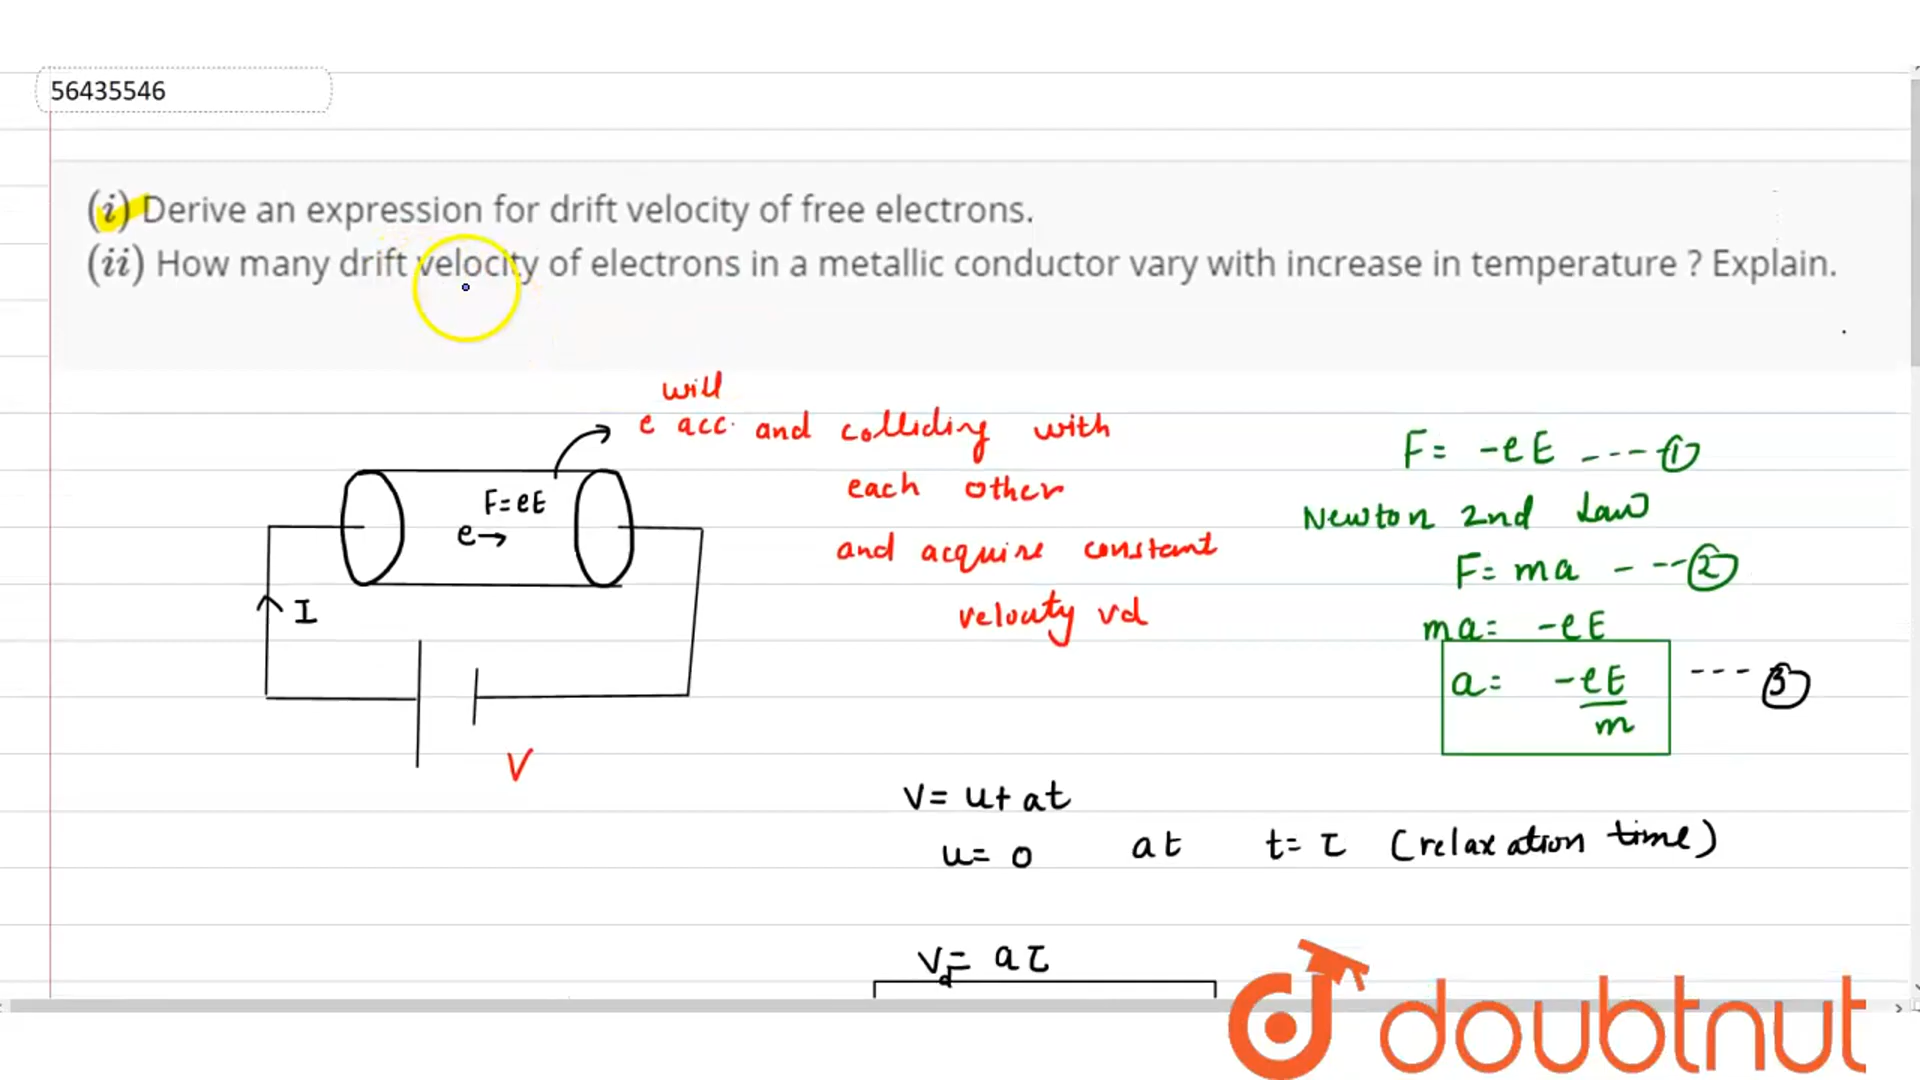 56435546
(i) Derive an expression for drift velocity of free electrons.
(ii) How many drift velocity of electrons in a metallic conductor vary with increase in temperature ? Explain.
will
e acc. and colliding with
each other
and acquire constant
velouty vd
F=eE
e→
I
V
F= -eE ---- ①
Newton 2nd Law
F= ma - --②
ma= -eE
a= -eE/m ---- ③
V= u+ at
u= 0 at t= τ (relaxation time)
V_d= aτ
doubtnut